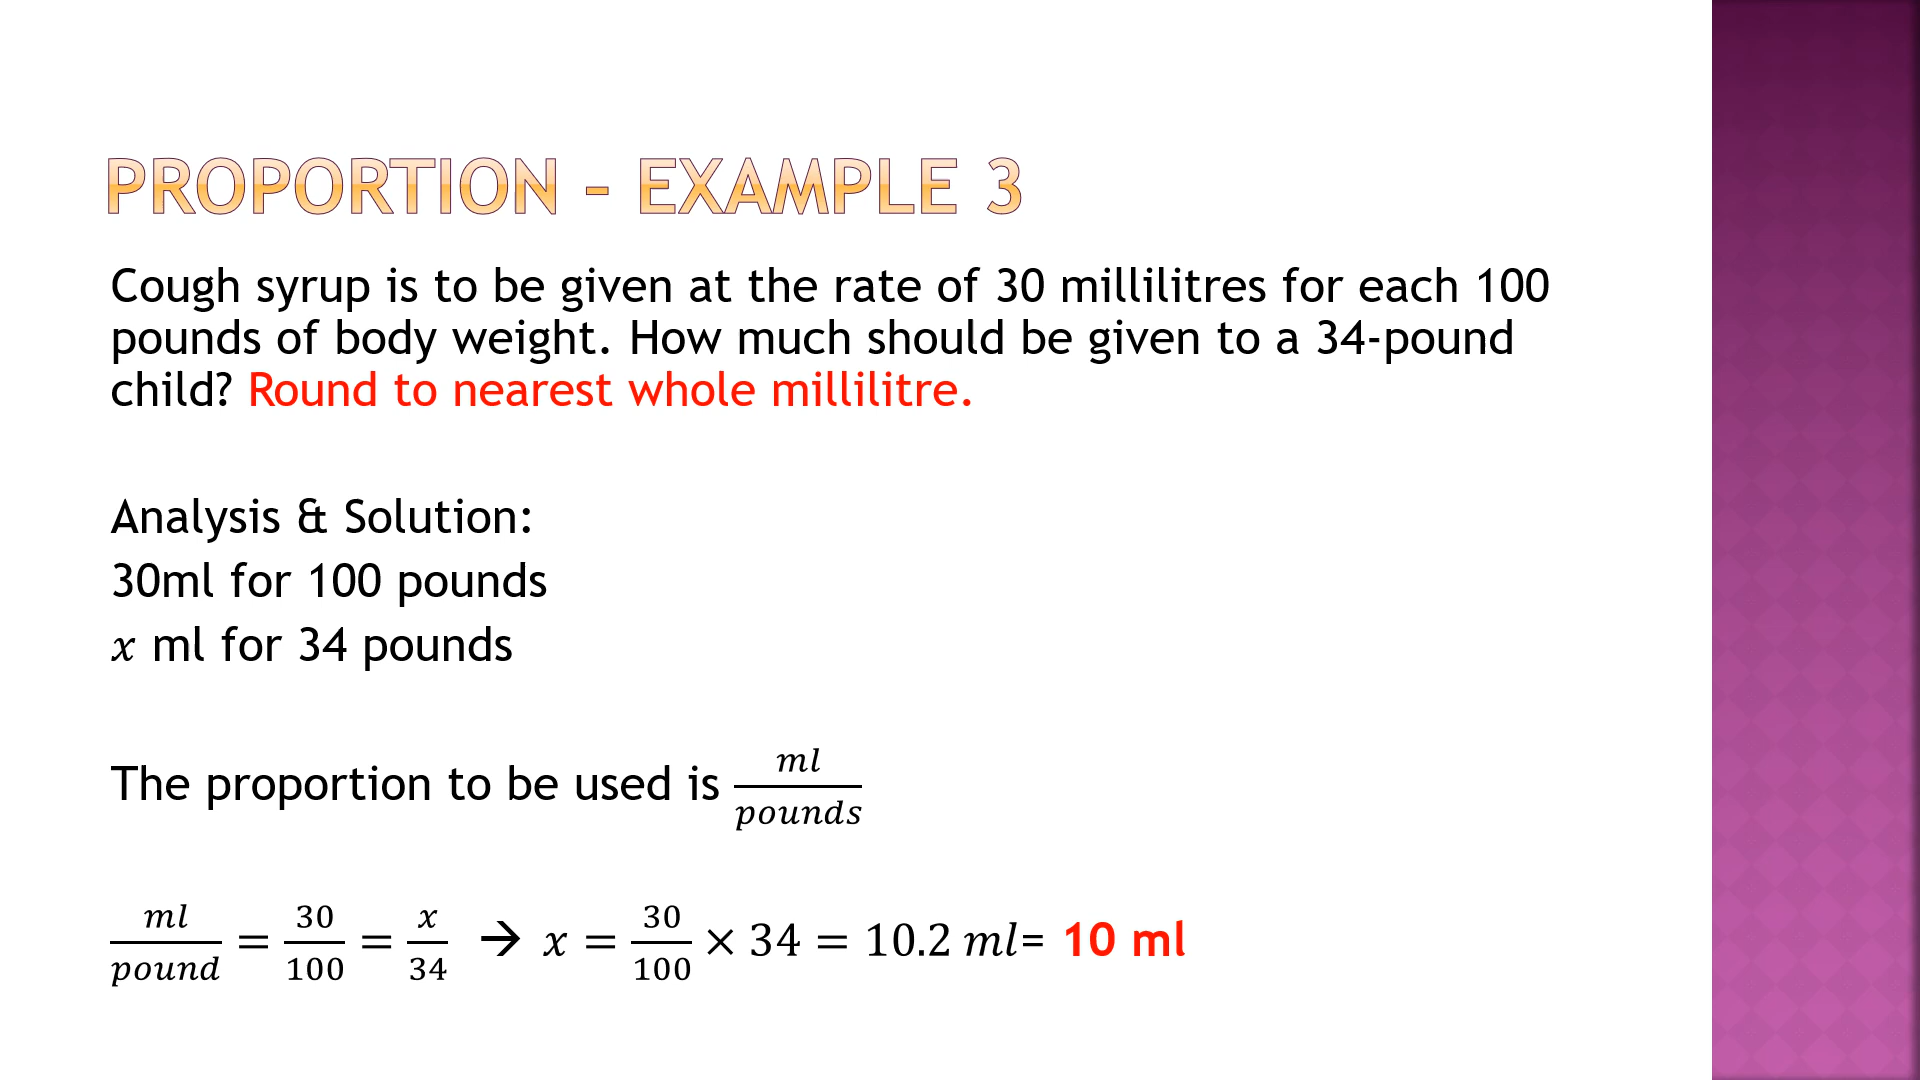 PROPORTION – EXAMPLE 3
Cough syrup is to be given at the rate of 30 millilitres for each 100
pounds of body weight. How much should be given to a 34-pound
child? Round to nearest whole millilitre.
Analysis & Solution:
30ml for 100 pounds
x ml for 34 pounds
The proportion to be used is ml/pounds
ml/pound = 30/100 = x/34 → x = 30/100 × 34 = 10.2 ml= 10 ml